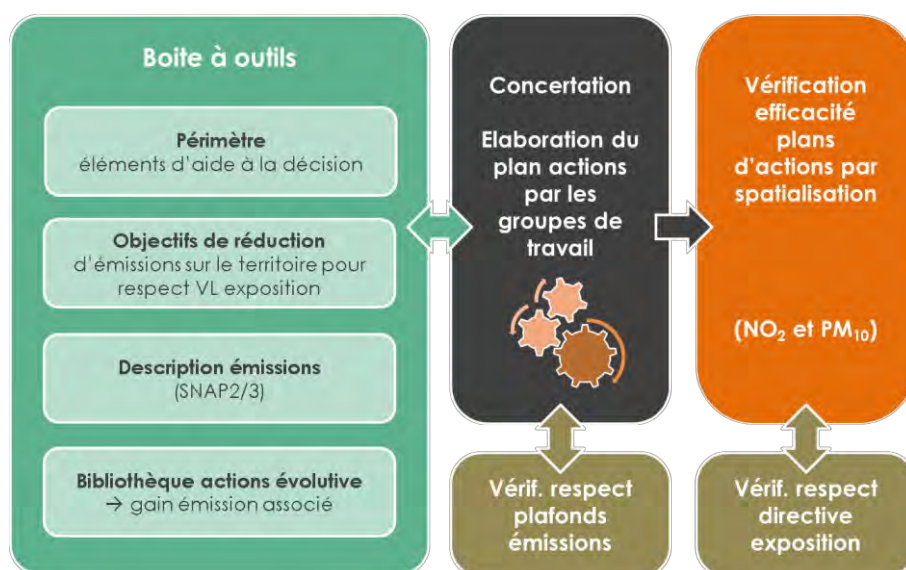 Boite à outils
Périmètre
éléments d'aide à la décision
Objectifs de réduction
d'émissions sur le territoire pour
respect VL exposition
Description émissions
(SNAP2/3)
Bibliothèque actions évolutive
→ gain émission associé
Concertation
Elaboration du
plan actions
par les
groupes de
travail
Vérif. respect
plafonds
émissions
Vérification
efficacité
plans
d'actions par
spatialisation
(NO₂ et PM₁₀)
Vérif. respect
directive
exposition